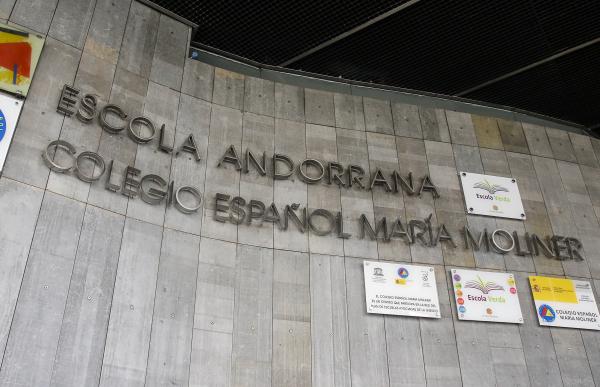 ESCOLA ANDORRANA
COLEGIO ESPAÑOL MARÍA MOLINER
Escola Verda
Escola Verda
COLEGIO ESPAÑOL
MARÍA MOLINER